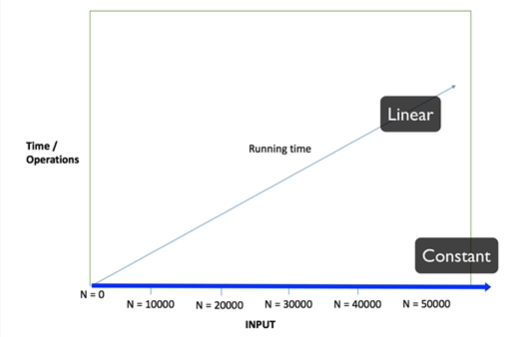 Linear
Running time
Time /
Operations
Constant
N = 0
N = 10000
N = 20000
N = 30000
N = 40000
N = 50000
INPUT